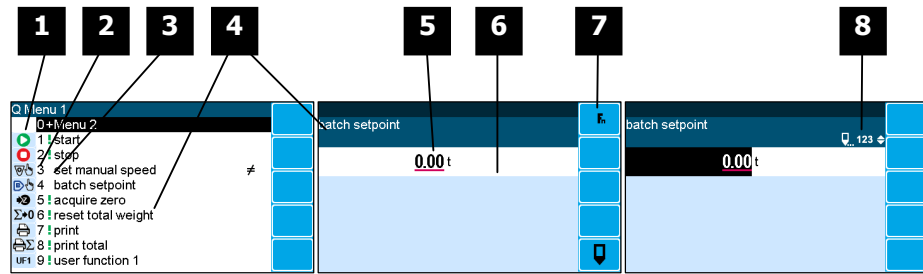 1 2 3 4 5 6 7 8
Q Menu 1
0+Menu 2
1 ! start
2 ! stop
3 set manual speed ≠
4 batch setpoint
5 ! acquire zero
Σ→0 6 ! reset total weight
7 ! print
Σ 8 ! print total
UF1 9 ! user function 1
batch setpoint
Fn
0.00 t
batch setpoint
... 123
0.00 t